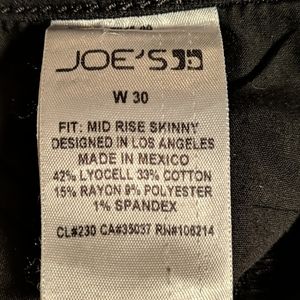 JOE'S
W 30
FIT: MID RISE SKINNY
DESIGNED IN LOS ANGELES
MADE IN MEXICO
42% LYOCELL 33% COTTON
15% RAYON 9% POLYESTER
1% SPANDEX
CL#230 CA#35037 RN#106214